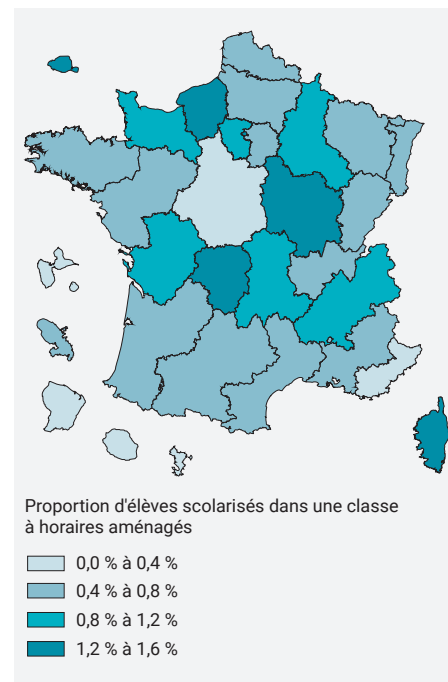 Proportion d'élèves scolarisés dans une classe
à horaires aménagés
0,0 % à 0,4 %
0,4 % à 0,8 %
0,8 % à 1,2 %
1,2 % à 1,6 %